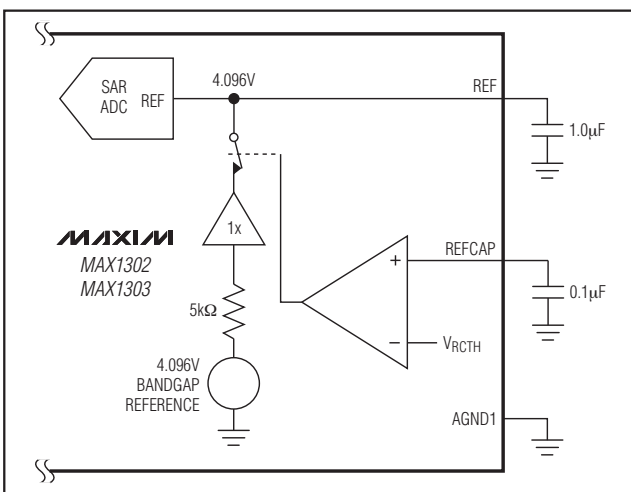 SAR
ADC
REF
4.096V
REF
1.0µF
1x
MAXIM
MAX1302
MAX1303
REFCAP
+
0.1µF
5kΩ
–
VRCTH
4.096V
BANDGAP
REFERENCE
AGND1